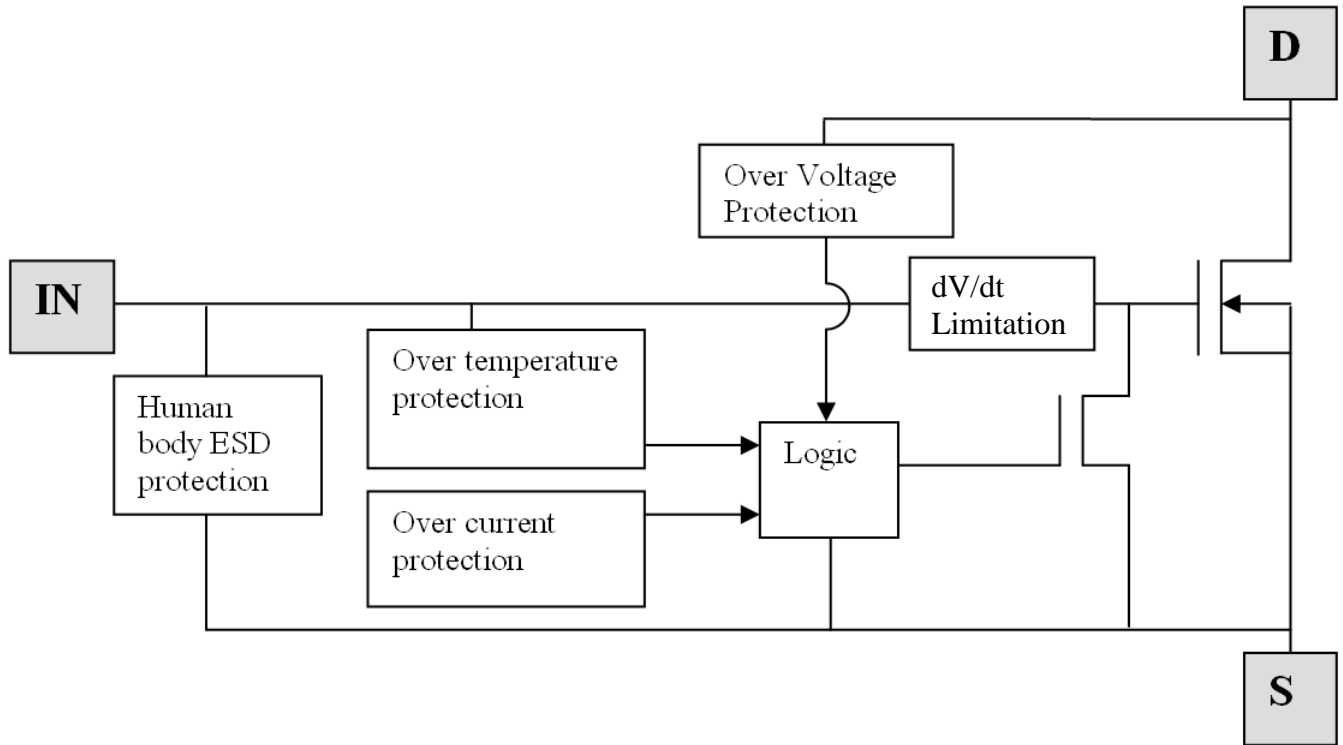 D
Over Voltage
Protection
IN
dV/dt
Limitation
Over temperature
protection
Human
body ESD
protection
Logic
Over current
protection
S